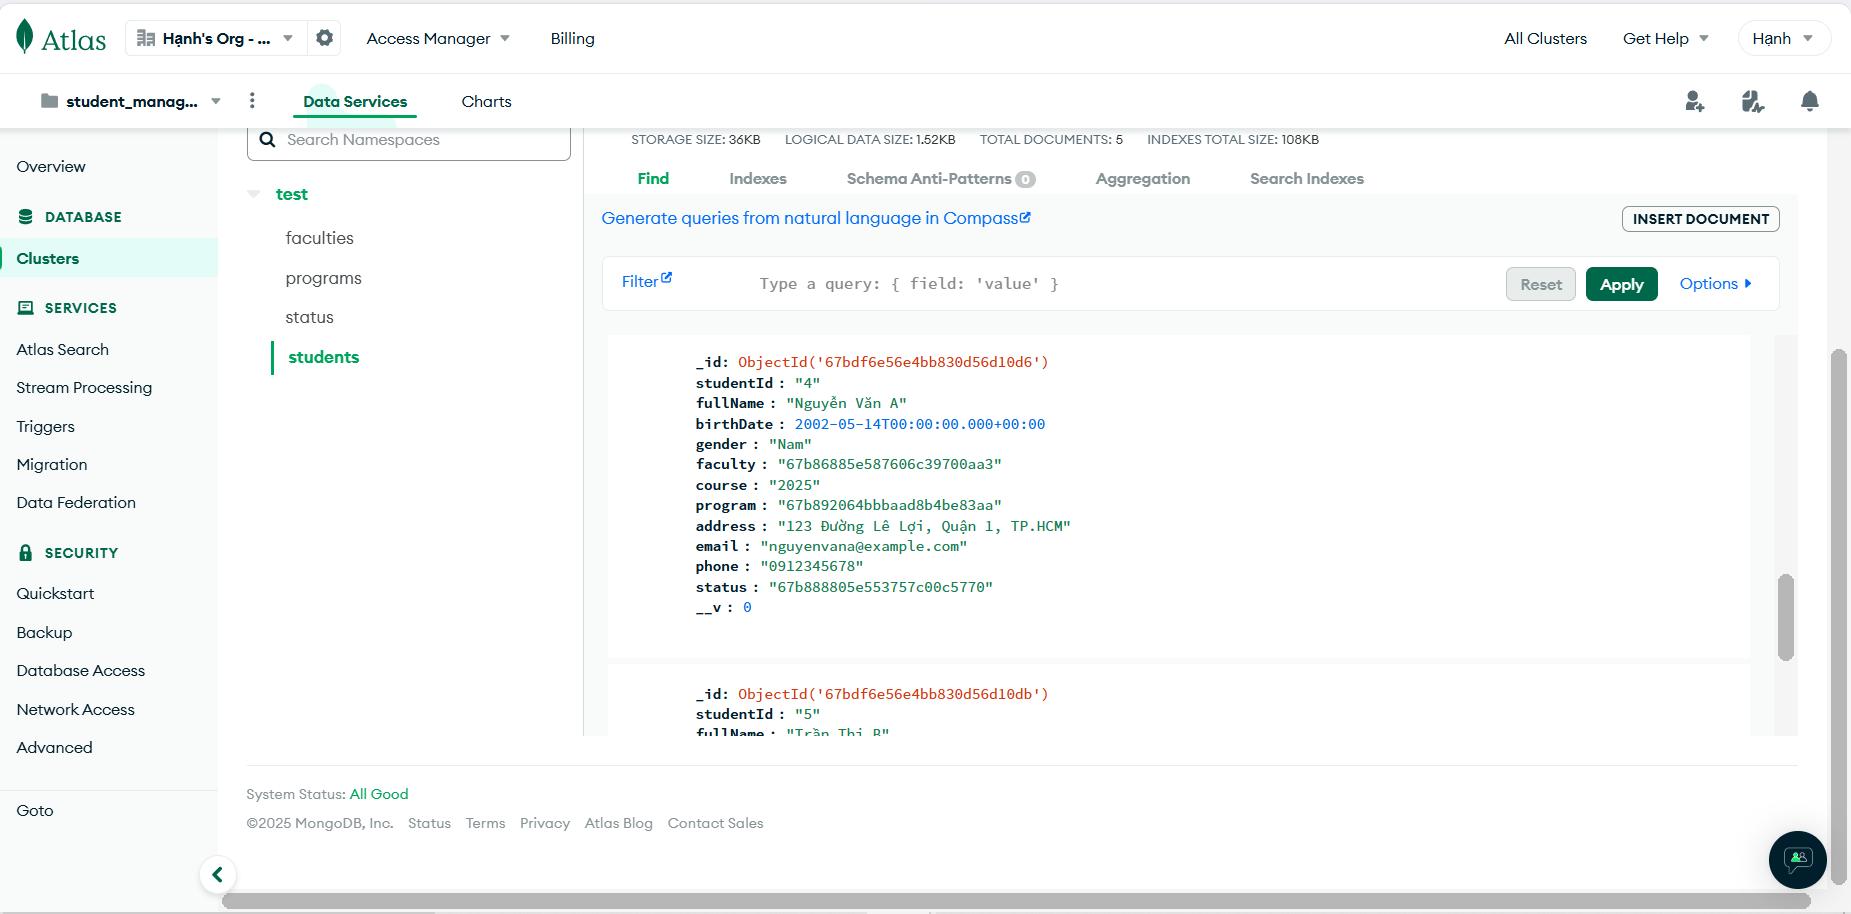 Atlas
Hạnh's Org - ...
Access Manager
Billing
All Clusters
Get Help
Hạnh
student_manag...
Data Services
Charts
Overview
DATABASE
Clusters
SERVICES
Atlas Search
Stream Processing
Triggers
Migration
Data Federation
SECURITY
Quickstart
Backup
Database Access
Network Access
Advanced
Goto
Search Namespaces
test
faculties
programs
status
students
STORAGE SIZE: 36KB LOGICAL DATA SIZE: 1.52KB TOTAL DOCUMENTS: 5 INDEXES TOTAL SIZE: 108KB
Find Indexes Schema Anti-Patterns 0 Aggregation Search Indexes
Generate queries from natural language in Compass
INSERT DOCUMENT
Filter
Type a query: { field: 'value' }
Reset
Apply
Options
_id: ObjectId('67bdf6e56e4bb830d56d10d6')
studentId : "4"
fullName : "Nguyễn Văn A"
birthDate : 2002-05-14T00:00:00.000+00:00
gender : "Nam"
faculty : "67b86885e587606c39700aa3"
course : "2025"
program : "67b892064bbbaad8b4be83aa"
address : "123 Đường Lê Lợi, Quận 1, TP.HCM"
email : "nguyenvana@example.com"
phone : "0912345678"
status : "67b888805e553757c00c5770"
__v : 0
_id: ObjectId('67bdf6e56e4bb830d56d10db')
studentId : "5"
fullName : "Trần Thị B"
System Status: All Good
©2025 MongoDB, Inc. Status Terms Privacy Atlas Blog Contact Sales